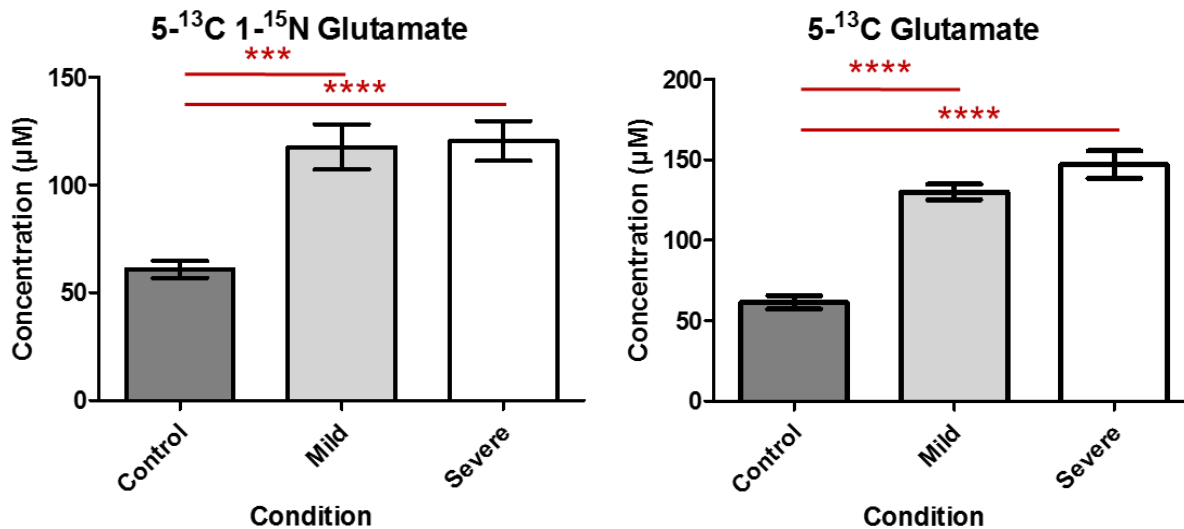 5-¹³C 1-¹⁵N Glutamate
***
****
150
100
50
0
Concentration (µM)
Control
Mild
Severe
Condition
5-¹³C Glutamate
****
****
200
150
100
50
0
Concentration (µM)
Control
Mild
Severe
Condition